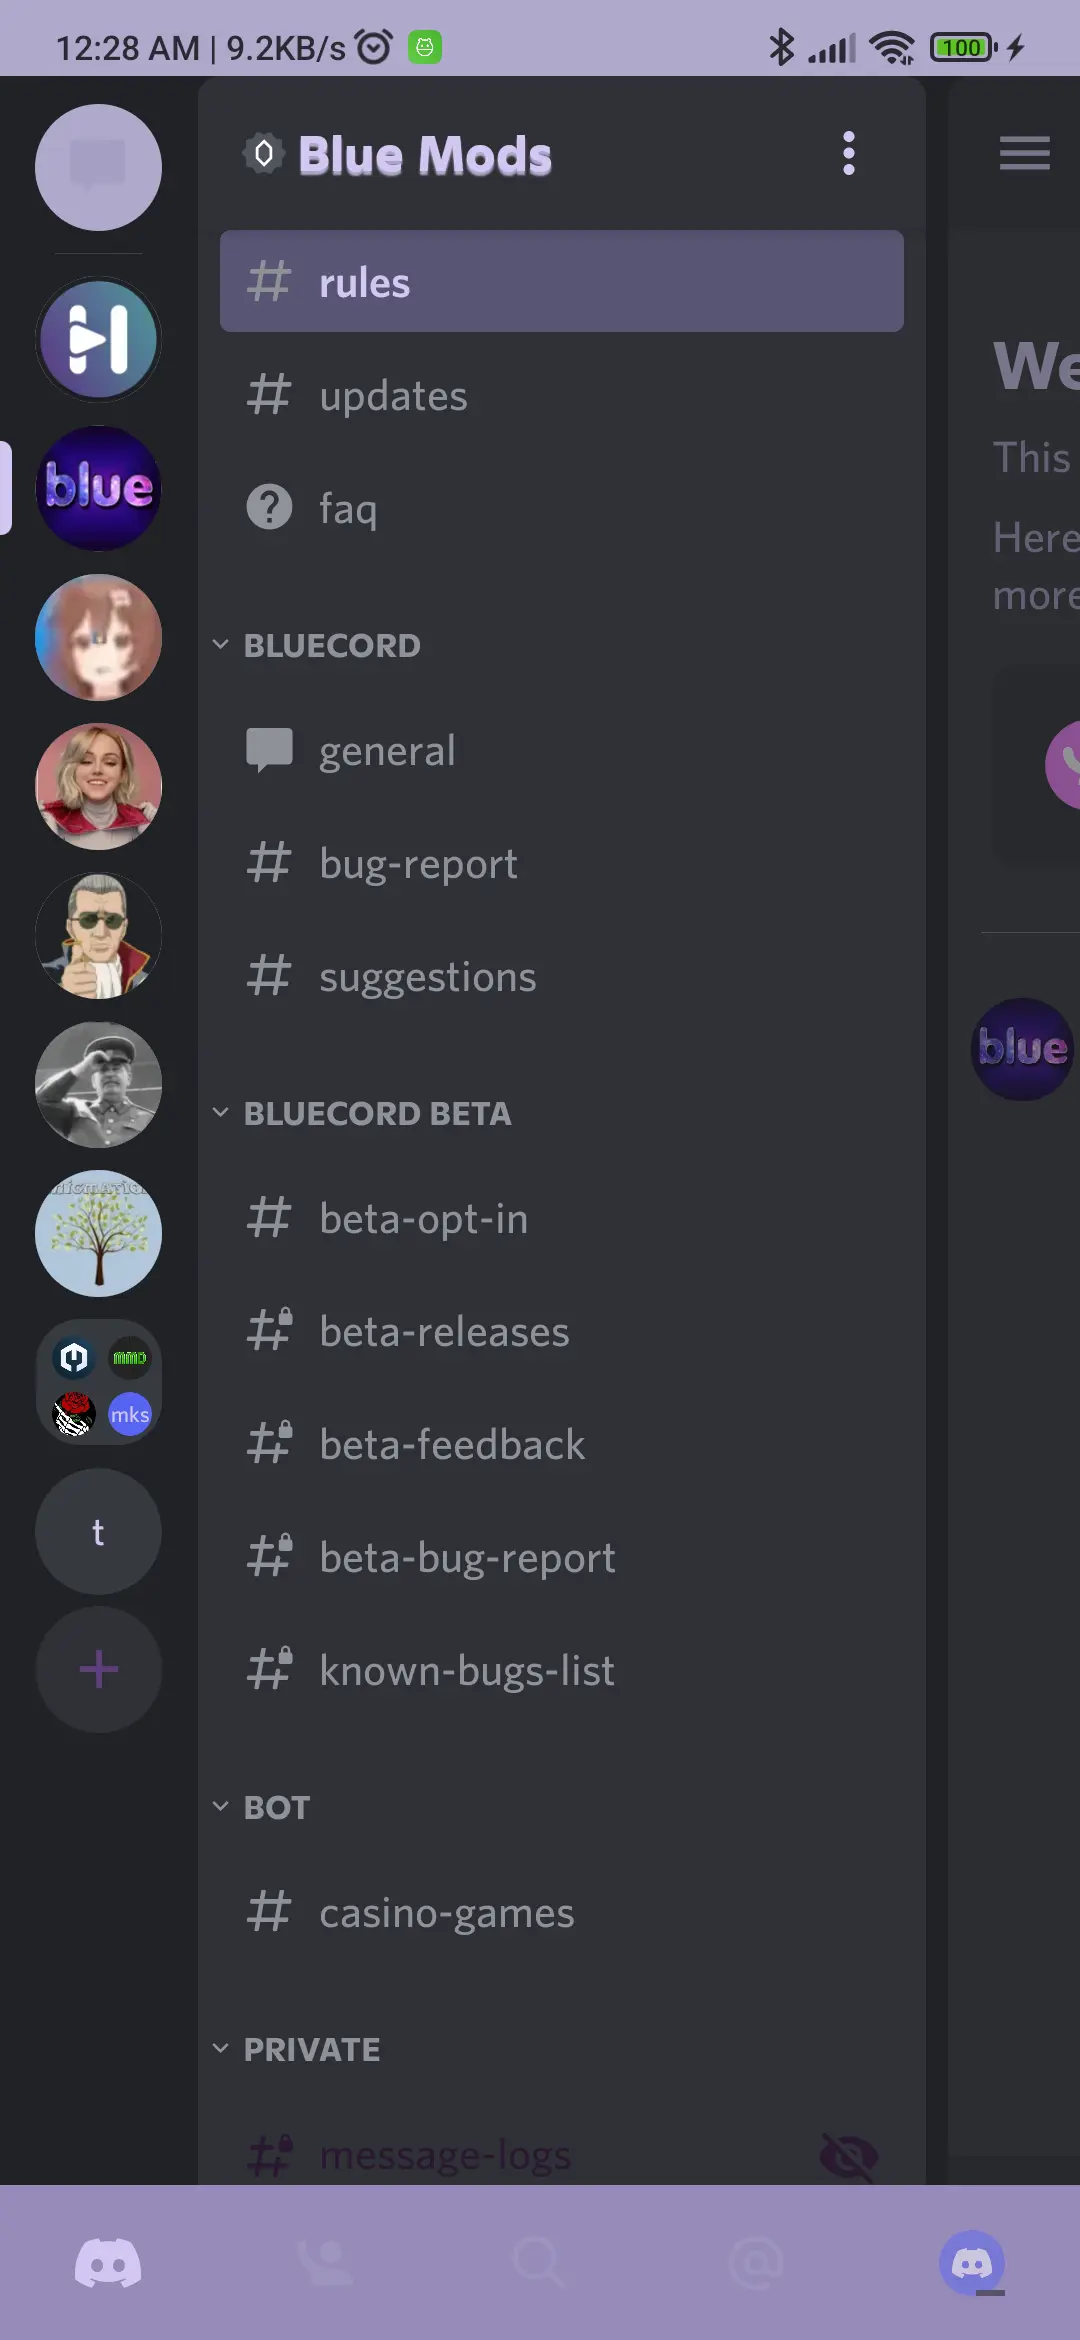 12:28 AM | 9.2KB/s
100
Blue Mods
rules
updates
faq
BLUECORD
general
bug-report
suggestions
BLUECORD BETA
beta-opt-in
beta-releases
beta-feedback
beta-bug-report
known-bugs-list
BOT
casino-games
PRIVATE
message-logs
blue
mmd
mks
t
We
This
Here
more
blue